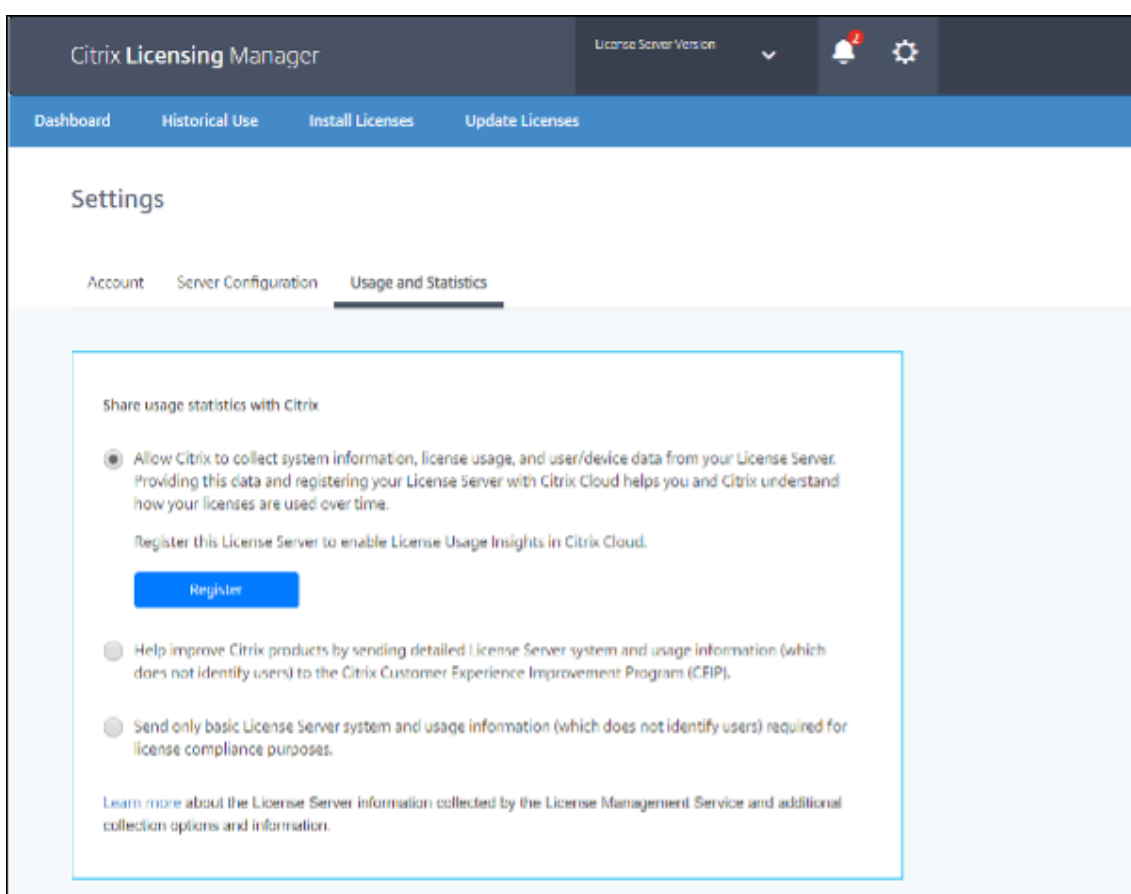 Citrix Licensing Manager
License Server Version
2
Dashboard Historical Use Install Licenses Update Licenses
Settings
Account Server Configuration Usage and Statistics
Share usage statistics with Citrix
Allow Citrix to collect system information, license usage, and user/device data from your License Server.
Providing this data and registering your License Server with Citrix Cloud helps you and Citrix understand
how your licenses are used over time.
Register this License Server to enable License Usage Insights in Citrix Cloud.
Register
Help improve Citrix products by sending detailed License Server system and usage information (which
does not identify users) to the Citrix Customer Experience Improvement Program (CEIP).
Send only basic License Server system and usage information (which does not identify users) required for
license compliance purposes.
Learn more about the License Server information collected by the License Management Service and additional
collection options and information.